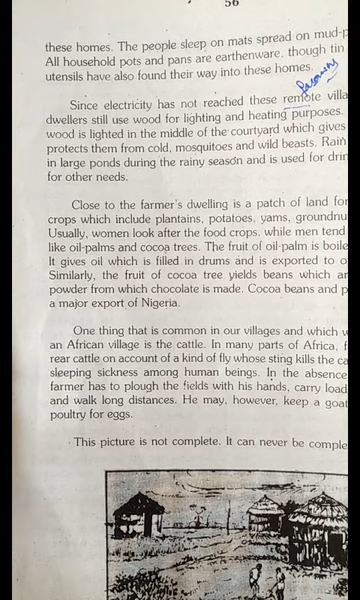 56
these homes. The people sleep on mats spread on mud-p
All household pots and pans are earthenware, though tin
utensils have also found their way into these homes.
Since electricity has not reached these remote villa
dwellers still use wood for lighting and heating purposes.
wood is lighted in the middle of the courtyard which gives
protects them from cold, mosquitoes and wild beasts. Rain
in large ponds during the rainy season and is used for drin
for other needs.
Close to the farmer's dwelling is a patch of land for
crops which include plantains, potatoes, yams, groundnu
Usually, women look after the food crops, while men tend
like oil-palms and cocoa trees. The fruit of oil-palm is boile
It gives oil which is filled in drums and is exported to o
Similarly, the fruit of cocoa tree yields beans which ar
powder from which chocolate is made. Cocoa beans and p
a major export of Nigeria.
One thing that is common in our villages and which w
an African village is the cattle. In many parts of Africa, f
rear cattle on account of a kind of fly whose sting kills the ca
sleeping sickness among human beings. In the absence
farmer has to plough the fields with his hands, carry load
and walk long distances. He may, however, keep a goat
poultry for eggs.
This picture is not complete. It can never be comple